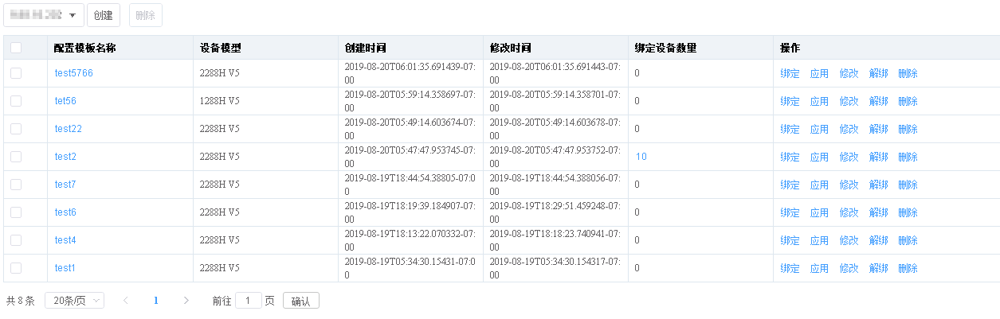 创建 删除
配置模板名称 设备模型 创建时间 修改时间 绑定设备数量 操作
test5766 2288H V5 2019-08-20T06:01:35.691439-07:00 2019-08-20T06:01:35.691443-07:00 0 绑定 应用 修改 解绑 删除
tet56 1288H V5 2019-08-20T05:59:14.358697-07:00 2019-08-20T05:59:14.358701-07:00 0 绑定 应用 修改 解绑 删除
test22 2288H V5 2019-08-20T05:49:14.603674-07:00 2019-08-20T05:49:14.603678-07:00 0 绑定 应用 修改 解绑 删除
test2 2288H V5 2019-08-20T05:47:47.953745-07:00 2019-08-20T05:47:47.953752-07:00 10 绑定 应用 修改 解绑 删除
test7 2288H V5 2019-08-19T18:44:54.38805-07:00 2019-08-19T18:44:54.388056-07:00 0 绑定 应用 修改 解绑 删除
test6 2288H V5 2019-08-19T18:19:39.184907-07:00 2019-08-19T18:29:51.459248-07:00 0 绑定 应用 修改 解绑 删除
test4 2288H V5 2019-08-19T18:13:22.070332-07:00 2019-08-19T18:18:23.740941-07:00 0 绑定 应用 修改 解绑 删除
test1 2288H V5 2019-08-19T05:34:30.15431-07:00 2019-08-19T05:34:30.154317-07:00 0 绑定 应用 修改 解绑 删除
共 8 条 20条/页 1 前往 1 页 确认